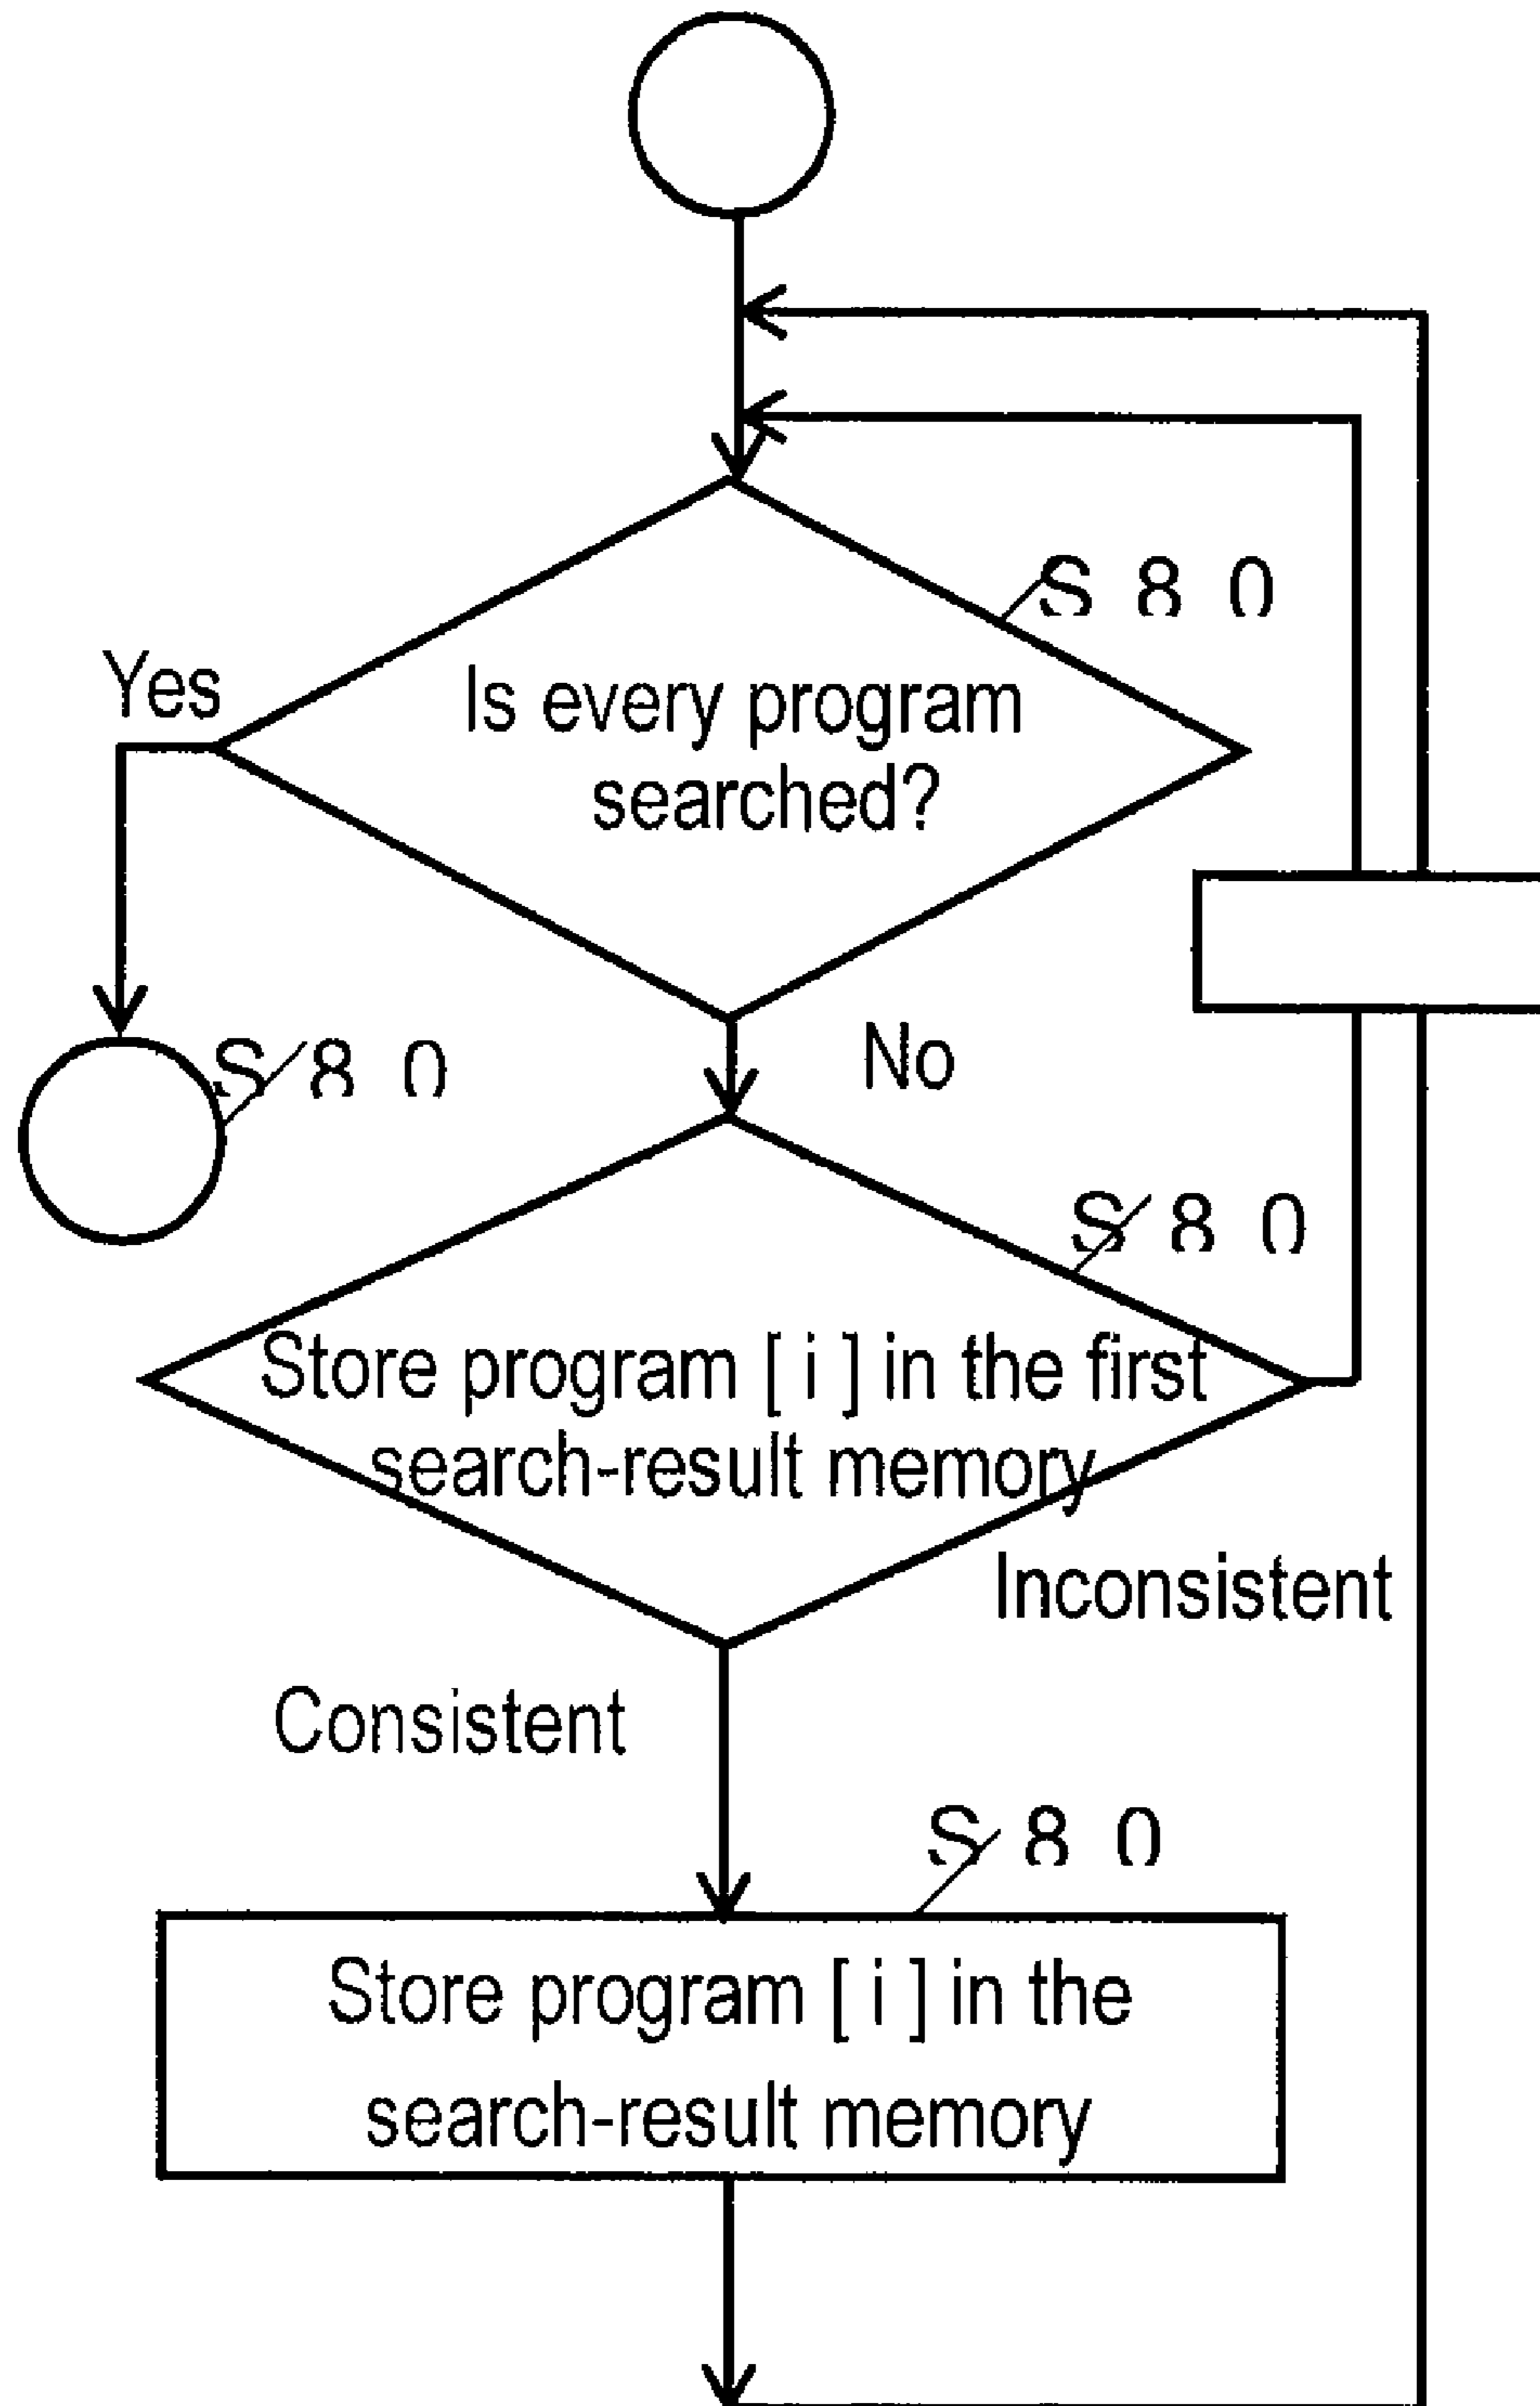 S 8 0
Yes
Is every program
searched?
S 8 0
No
S 8 0
Store program [ i ] in the first
search-result memory
Inconsistent
Consistent
S 8 0
Store program [ i ] in the
search-result memory